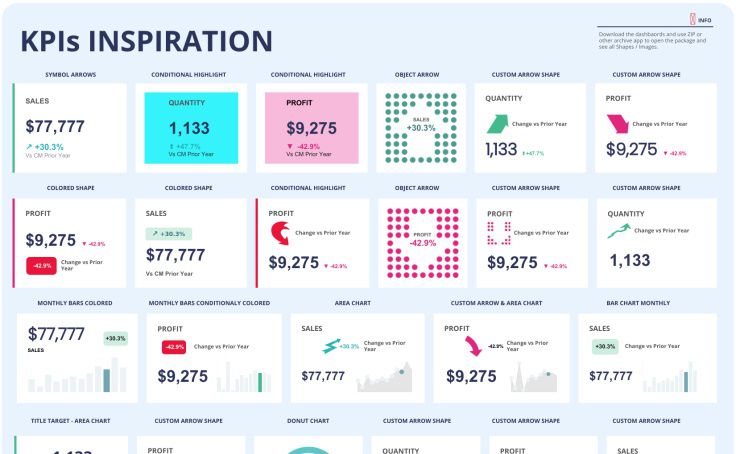 INFO
KPIs INSPIRATION
Download the dashbaords and use ZIP or
other archive app to open the package and
see all Shapes / Images.
SYMBOL ARROWS
CONDITIONAL HIGHLIGHT
CONDITIONAL HIGHLIGHT
OBJECT ARROW
CUSTOM ARROW SHAPE
CUSTOM ARROW SHAPE
SALES
$77,777
↗ +30.3%
Vs CM Prior Year
QUANTITY
1,133
⇕ +47.7%
Vs CM Prior Year
PROFIT
$9,275
▼ -42.9%
Vs CM Prior Year
SALES
+30.3%
QUANTITY
Change vs Prior Year
1,133 ⇕+47.7%
PROFIT
Change vs Prior Year
$9,275 ▼ -42.9%
COLORED SHAPE
COLORED SHAPE
CONDITIONAL HIGHLIGHT
OBJECT ARROW
CUSTOM ARROW SHAPE
CUSTOM ARROW SHAPE
PROFIT
$9,275 ▼ -42.9%
-42.9%
Change vs Prior
Year
SALES
↗ +30.3%
$77,777
Vs CM Prior Year
PROFIT
Change vs Prior Year
$9,275 ▼ -42.9%
PROFIT
-42.9%
PROFIT
Change vs Prior Year
$9,275 ▼ -42.9%
QUANTITY
Change vs Prior Year
1,133
MONTHLY BARS COLORED
MONTHLY BARS CONDITIONALY COLORED
AREA CHART
CUSTOM ARROW & AREA CHART
BAR CHART MONTHLY
$77,777
+30.3%
SALES
PROFIT
-42.9%
Change vs Prior Year
$9,275
SALES
+30.3%
Change vs Prior
Year
$77,777
PROFIT
-42.9%
Change vs Prior
Year
$9,275
SALES
+30.3%
Change vs Prior Year
$77,777
TITLE TARGET - AREA CHART
CUSTOM ARROW SHAPE
DONUT CHART
CUSTOM ARROW SHAPE
CUSTOM ARROW SHAPE
CUSTOM ARROW SHAPE
1,133
PROFIT
QUANTITY
PROFIT
SALES